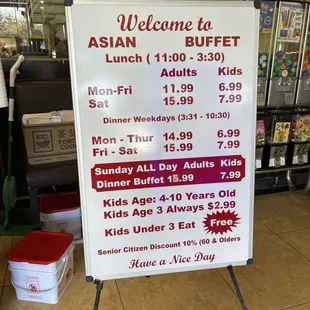 Welcome to
ASIAN BUFFET
Lunch ( 11:00 - 3:30)
Adults Kids
Mon-Fri 11.99 6.99
Sat 15.99 7.99
Dinner Weekdays (3:31 - 10:30)
Mon - Thur 14.99 6.99
Fri - Sat 15.99 7.99
Sunday ALL Day Adults Kids
Dinner Buffet 15.99 7.99
Kids Age: 4-10 Years Old
Kids Age 3 Always $2.99
Kids Under 3 Eat Free
Senior Citizen Discount 10% (60 & Olders
Have a Nice Day